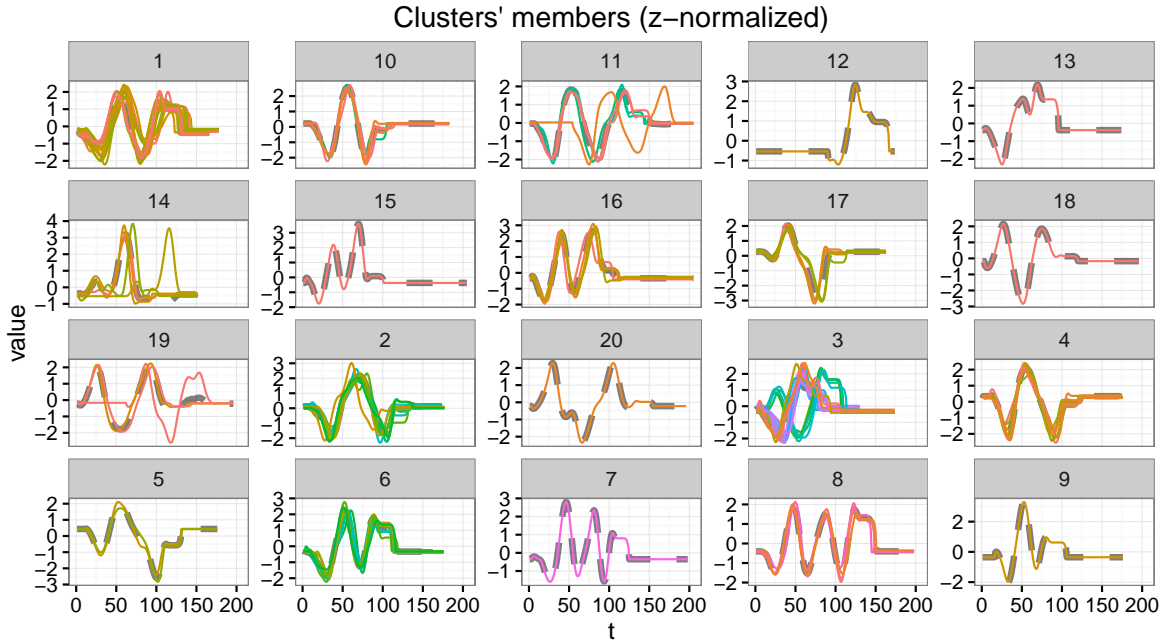 Clusters' members (z−normalized)
1 10 11 12 13
2 1 0 −1 −2
2 1 0 −1 −2
2 1 0 −1 −2
3 2 1 0 −1
2 1 0 −1 −2
14 15 16 17 18
4 3 2 1 0 −1
3 2 1 0 −1 −2
3 2 1 0 −1 −2
2 1 0 −1 −2 −3
2 1 0 −1 −2 −3
value
19 2 20 3 4
2 1 0 −1 −2
3 2 1 0 −1 −2
2 1 0 −1 −2
2 1 0 −1 −2
2 1 0 −1 −2
5 6 7 8 9
2 1 0 −1 −2 −3
3 2 1 0 −1 −2
3 2 1 0 −1
2 1 0 −1 −2
2 0 −2
0 50 100 150 200 0 50 100 150 200 0 50 100 150 200 0 50 100 150 200 0 50 100 150 200
t